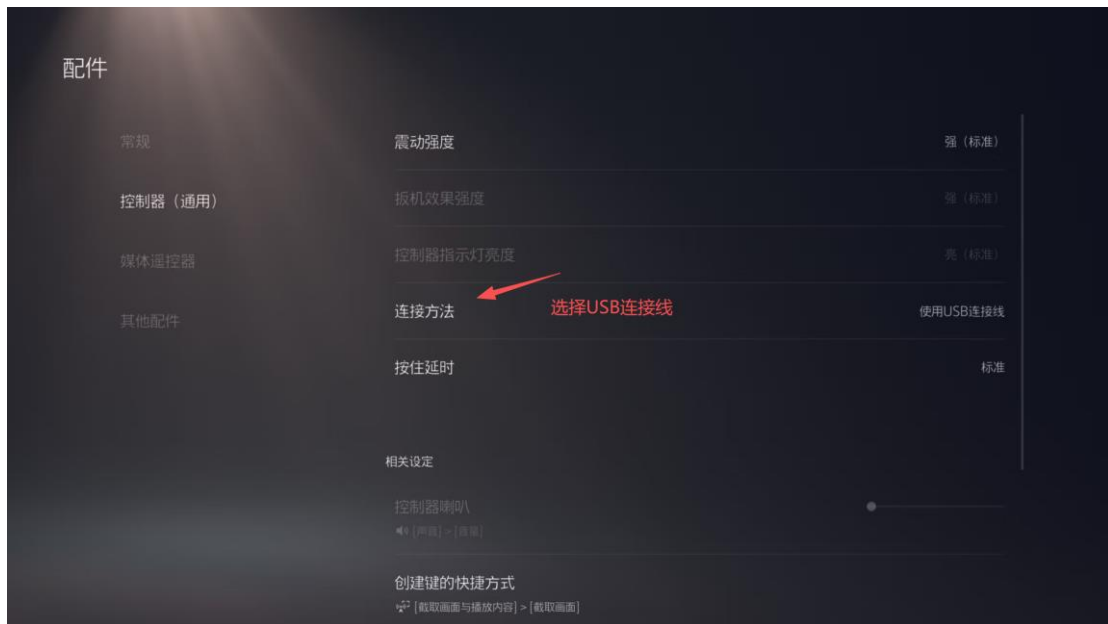 配件
常规
控制器（通用）
媒体遥控器
其他配件
震动强度 强（标准）
扳机效果强度 强（标准）
控制器指示灯亮度 亮（标准）
连接方法 选择USB连接线 使用USB连接线
按住延时 标准
相关设定
控制器喇叭
[声音] > [音量]
创建键的快捷方式
[截取画面与播放内容] > [截取画面]